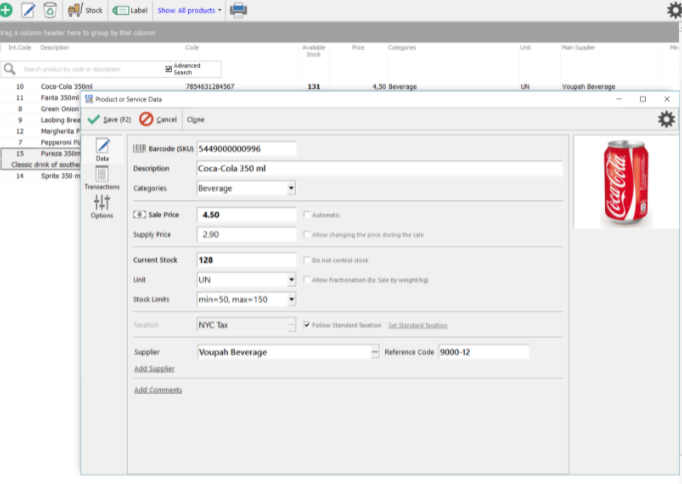 Stock Label Show: All products
Drag a column header here to group by that column
Int.Code Description Code Available Stock Price Categories Unit Main Supplier Min
Search product by code or description Advanced Search
10 Coca-Cola 350ml 7854631284567 131 4,50 Beverage UN Voupah Beverage
11 Fanta 350ml
8 Green Onion
9 Laobing Brea
12 Margherita P
7 Pepperoni Pi
15 Pureza 350m
Classic drink of southe
14 Sprite 350 m
Product or Service Data
Save (F2) Cancel Clone
Data
Transactions
Options
Barcode (SKU) 5449000000996
Description Coca-Cola 350 ml
Categories Beverage
Sale Price 4.50 Automatic
Supply Price 2.90 Allow changing the price during the sale
Current Stock 128 Do not control stock
Unit UN Allow Fractionation (Ex: Sale by weight/kg)
Stock Limits min=50, max=150
Taxation NYC Tax ... Follow Standard Taxation Set Standard Taxation
Supplier Voupah Beverage ... Reference Code 9000-12
Add Supplier
Add Comments
Coca-Cola